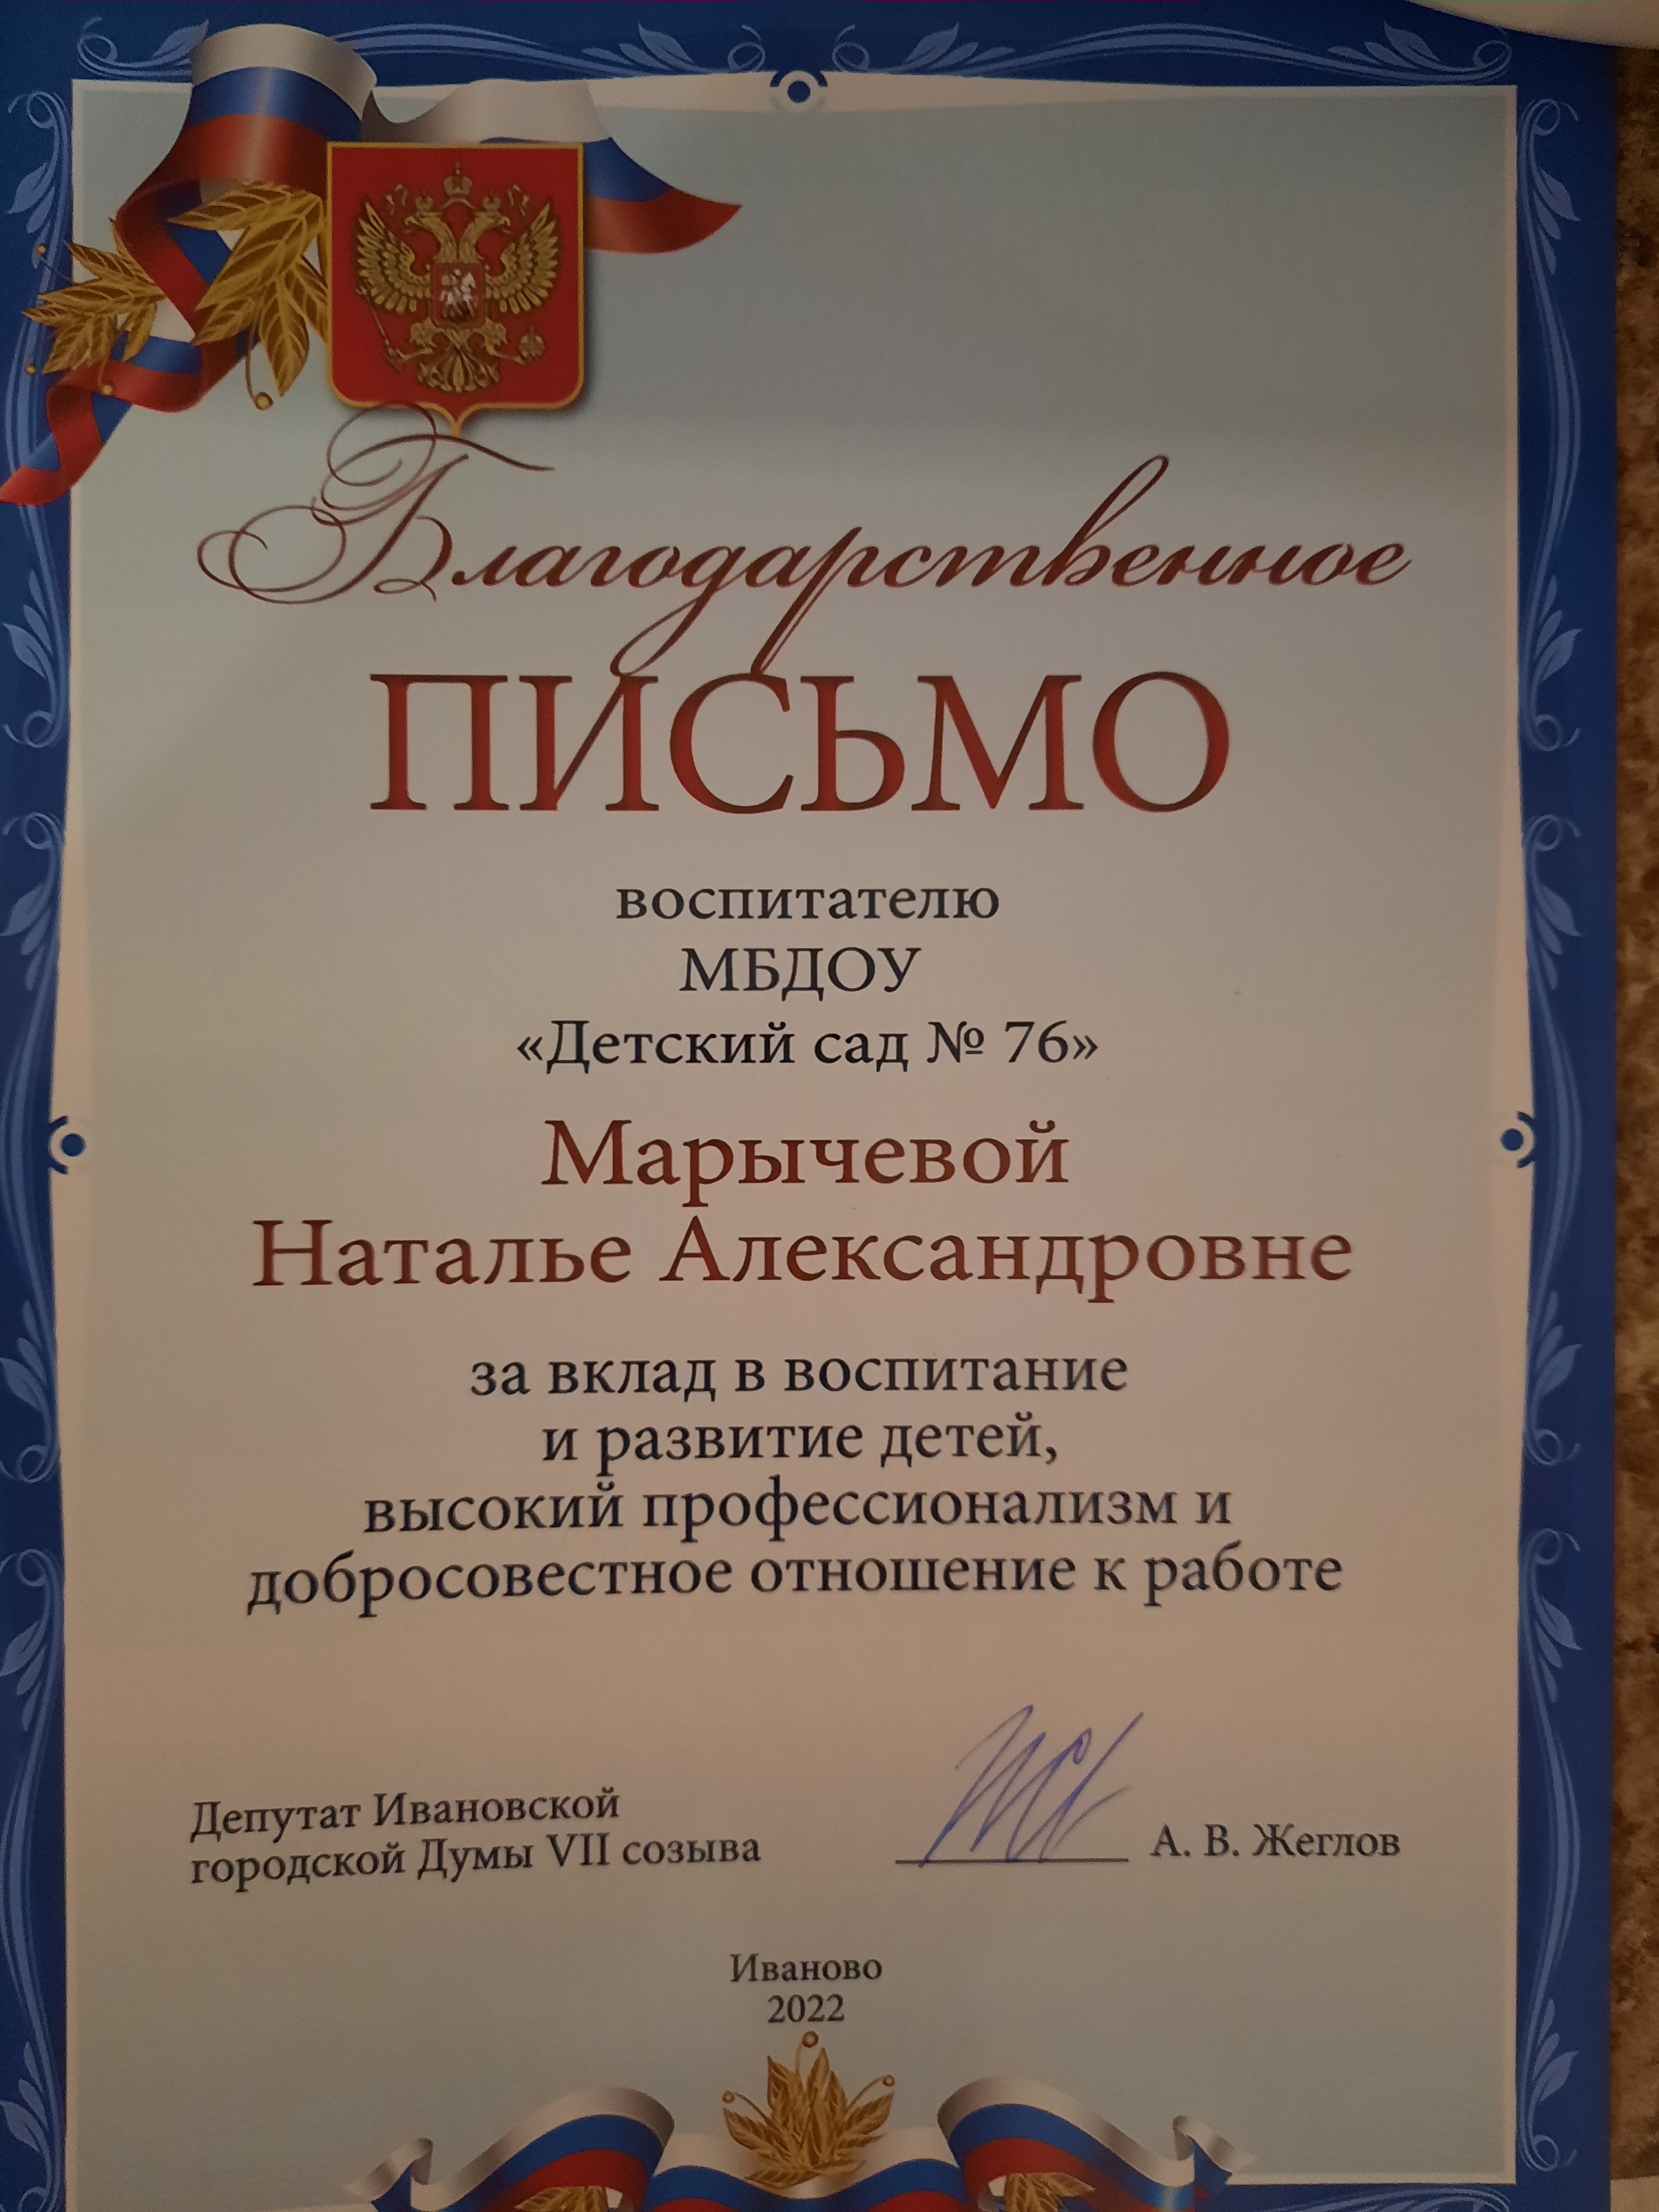 Благодарственное
ПИСЬМО
воспитателю
МБДОУ
«Детский сад № 76»
Марычевой
Наталье Александровне
за вклад в воспитание
и развитие детей,
высокий профессионализм и
добросовестное отношение к работе
Депутат Ивановской
городской Думы VII созыва
А. В. Жеглов
Иваново
2022